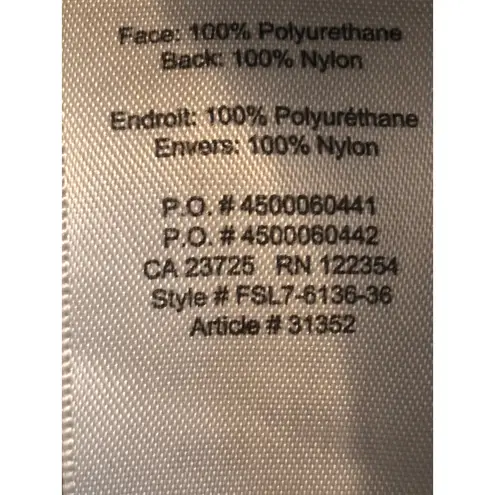 Face: 100% Polyurethane
Back: 100% Nylon
Endroit: 100% Polyuréthane
Envers: 100% Nylon
P.O. # 4500060441
P.O. # 4500060442
CA 23725 RN 122354
Style # FSL7-6136-36
Article # 31352